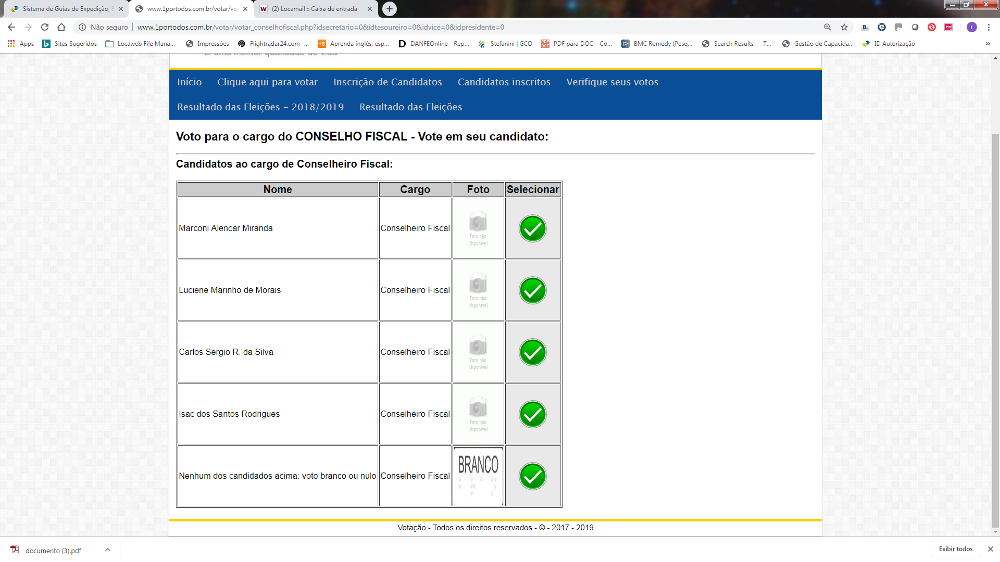 Sistema de Guias de Expedição, E
www.1portodos.com.br/votar/vot
(2) Locamail :: Caixa de entrada
Não seguro
www.1portodos.com.br/votar/votar_conselhofiscal.php?idsecretario=0&idtesoureiro=0&idvice=0&idpresidente=0
Apps
Sites Sugeridos
Locaweb File Mana...
Impressões
Flightradar24.com -...
Aprenda inglês, esp...
DANFEOnline - Rep...
Stefanini | GCO
PDF para DOC – Co...
BMC Remedy (Pesq...
Search Results — T...
Gestão de Capacida...
ID Autorização
si uma melhor qualidade de vida
Início Clique aqui para votar Inscrição de Candidatos Candidatos inscritos Verifique seus votos
Resultado das Eleições – 2018/2019 Resultado das Eleições
Voto para o cargo do CONSELHO FISCAL - Vote em seu candidato:
Candidatos ao cargo de Conselheiro Fiscal:
Nome Cargo Foto Selecionar
Marconi Alencar Miranda Conselheiro Fiscal
Foto não
disponível
Luciene Marinho de Morais Conselheiro Fiscal
Foto não
disponível
Carlos Sergio R. da Silva Conselheiro Fiscal
Foto não
disponível
Isac dos Santos Rodrigues Conselheiro Fiscal
Foto não
disponível
BRANCO
Nenhum dos candidados acima: voto branco ou nulo Conselheiro Fiscal
Votação - Todos os direitos reservados - © - 2017 - 2019
documento (3).pdf
Exibir todos